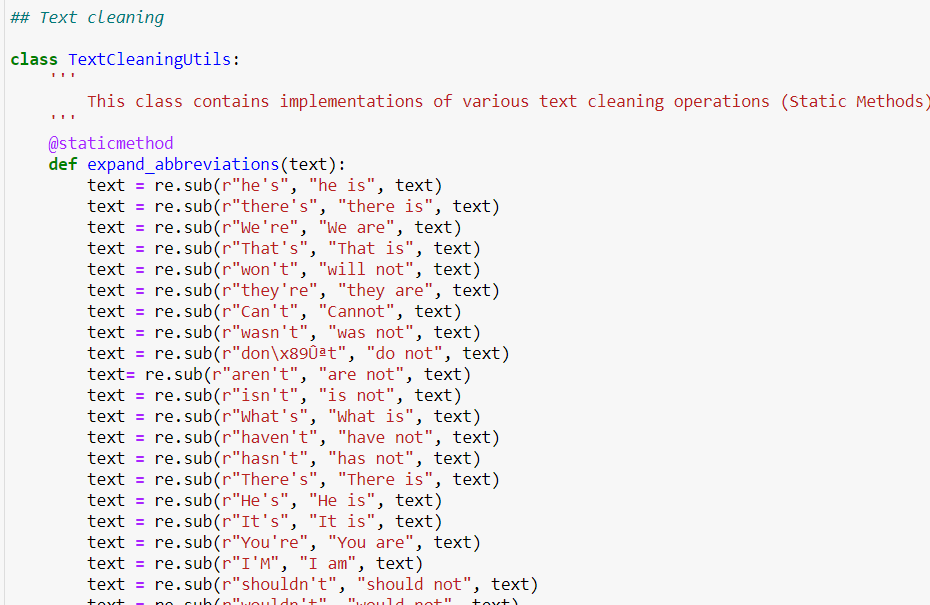 ## Text cleaning
class TextCleaningUtils:
'''
This class contains implementations of various text cleaning operations (Static Methods)
'''
@staticmethod
def expand_abbreviations(text):
text = re.sub(r"he's", "he is", text)
text = re.sub(r"there's", "there is", text)
text = re.sub(r"We're", "We are", text)
text = re.sub(r"That's", "That is", text)
text = re.sub(r"won't", "will not", text)
text = re.sub(r"they're", "they are", text)
text = re.sub(r"Can't", "Cannot", text)
text = re.sub(r"wasn't", "was not", text)
text = re.sub(r"don\x89Ûªt", "do not", text)
text= re.sub(r"aren't", "are not", text)
text = re.sub(r"isn't", "is not", text)
text = re.sub(r"What's", "What is", text)
text = re.sub(r"haven't", "have not", text)
text = re.sub(r"hasn't", "has not", text)
text = re.sub(r"There's", "There is", text)
text = re.sub(r"He's", "He is", text)
text = re.sub(r"It's", "It is", text)
text = re.sub(r"You're", "You are", text)
text = re.sub(r"I'M", "I am", text)
text = re.sub(r"shouldn't", "should not", text)
text = re.sub(r"wouldn't", "would not", text)